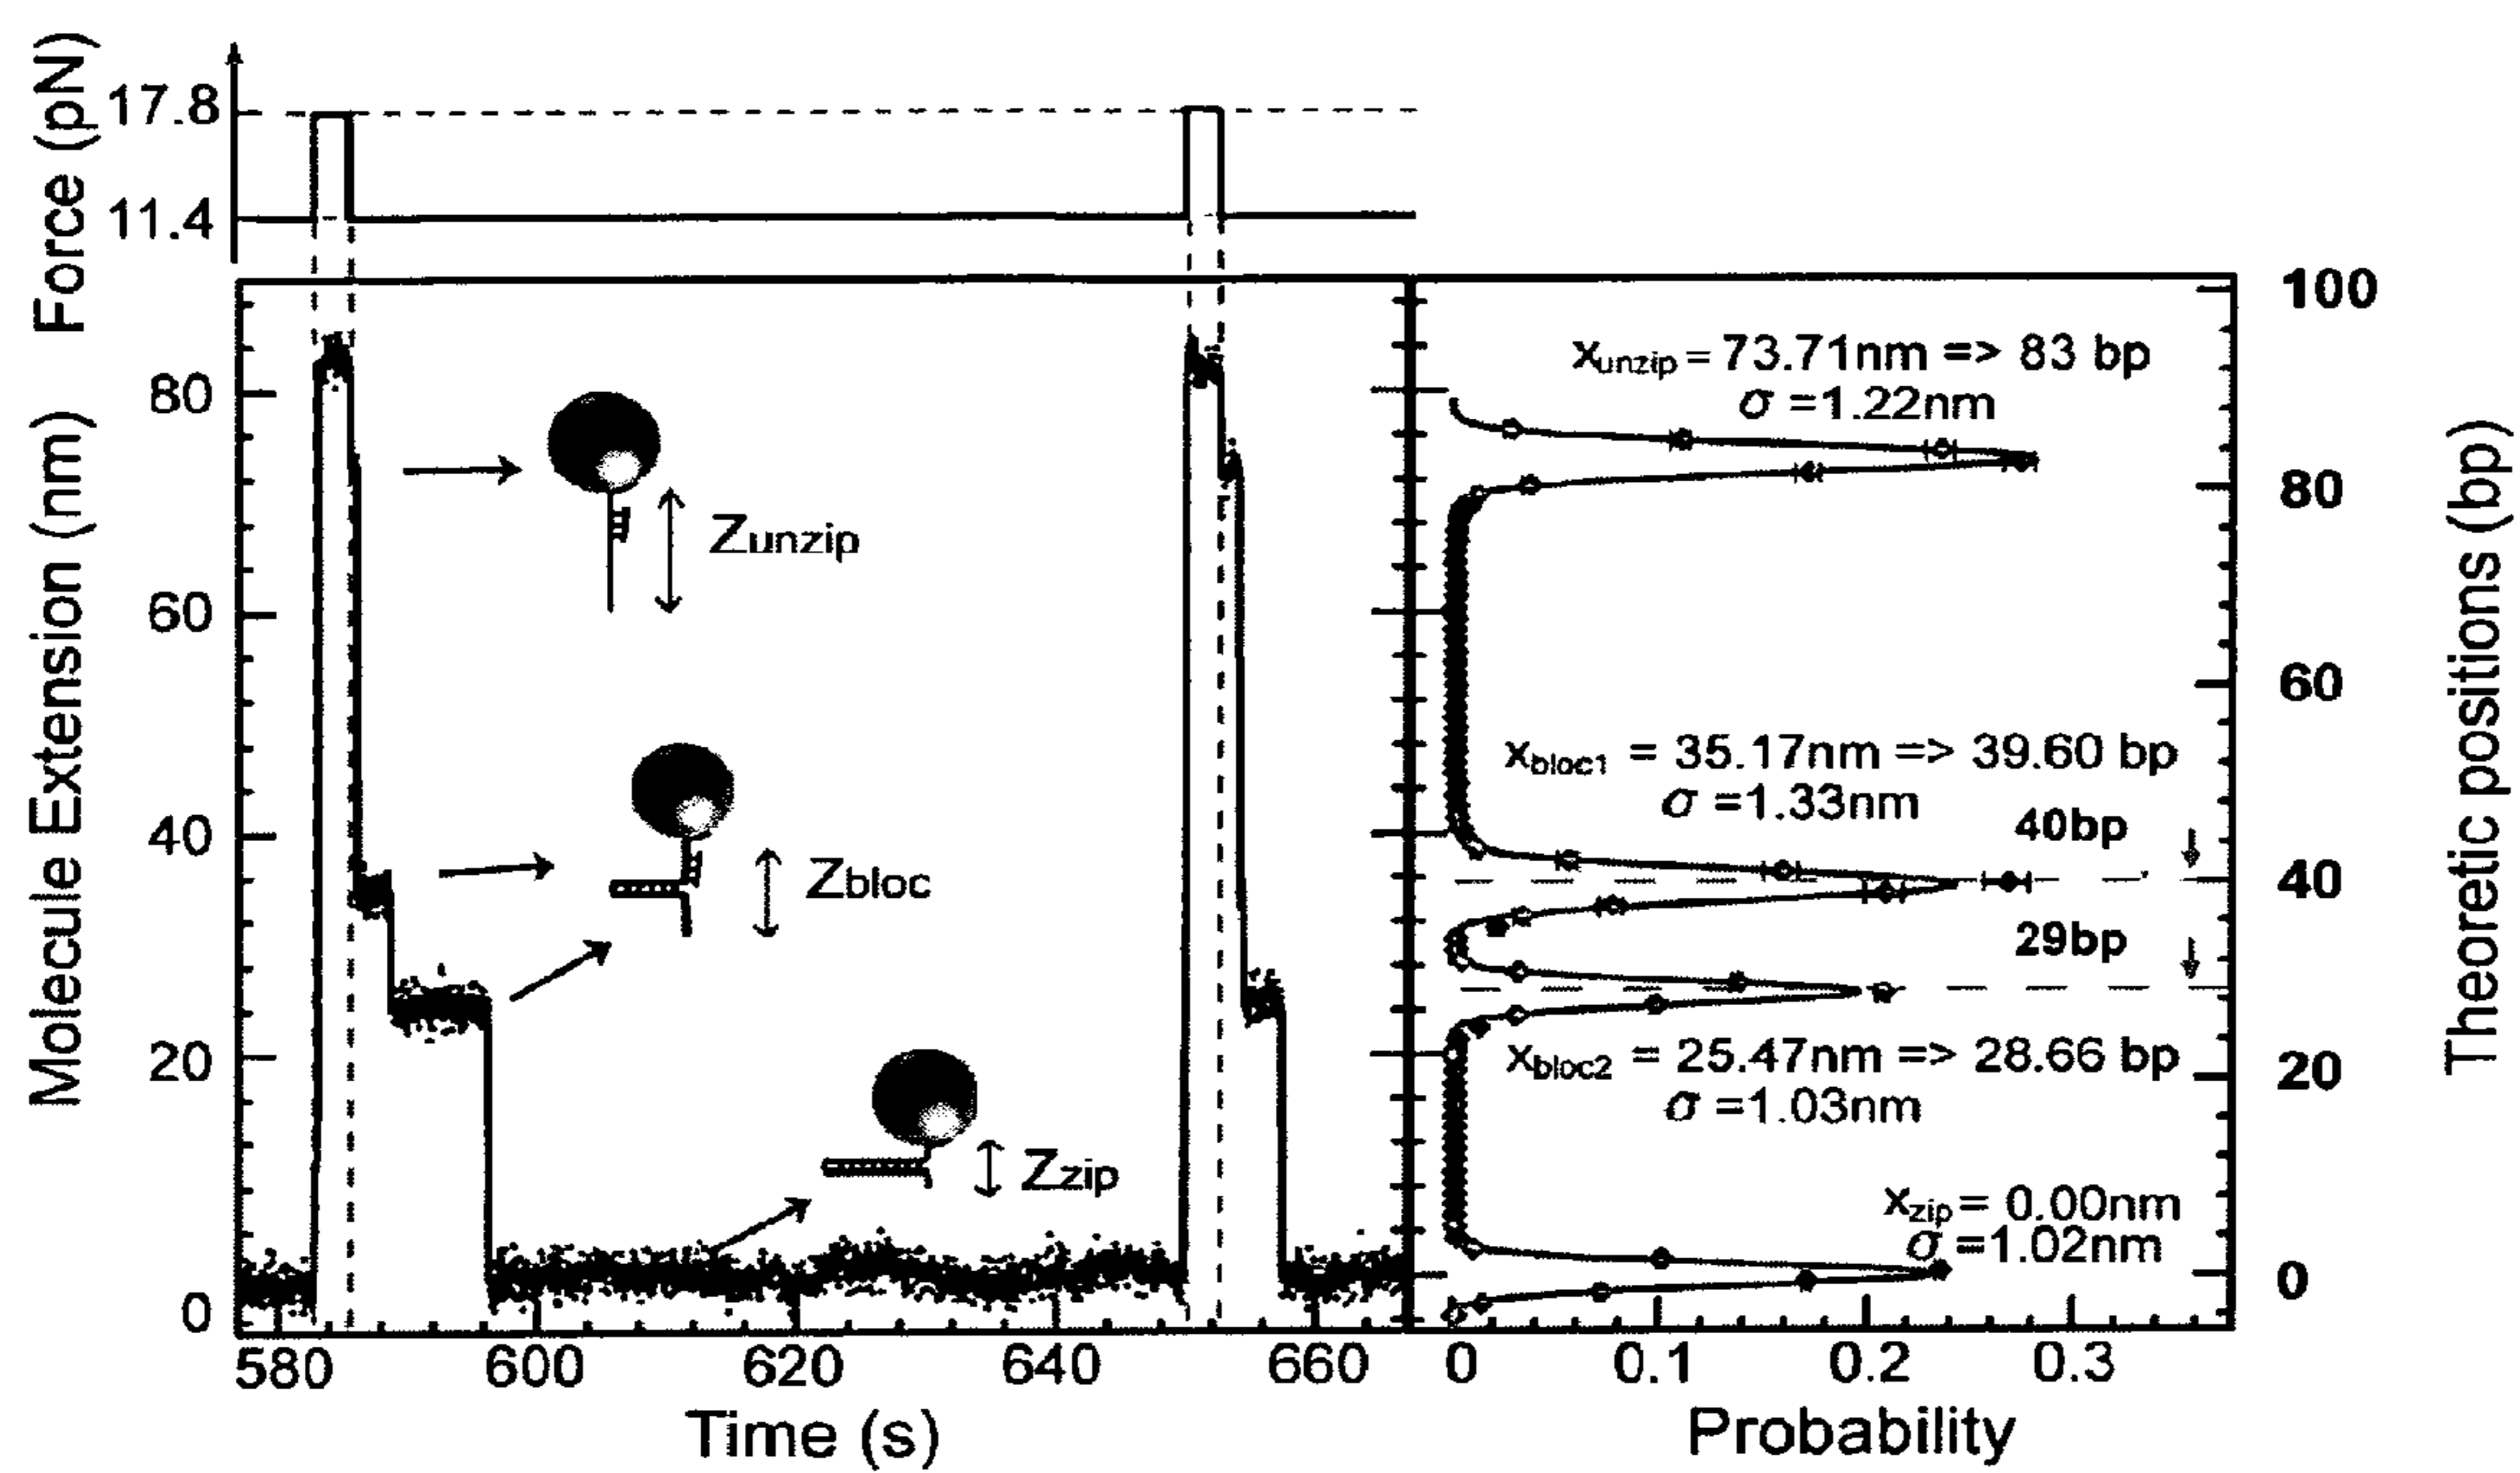 Force (pN)
17.8
11.4
Molecule Extension (nm)
80
60
40
20
0
Zunzip
Zbloc
Zzip
580
600
620
640
660
Time (s)
xunzip = 73.71nm => 83 bp
σ =1.22nm
xbloc1 = 35.17nm => 39.60 bp
σ =1.33nm
40bp
29bp
xbloc2 = 25.47nm => 28.66 bp
σ =1.03nm
xzip = 0.00nm
σ =1.02nm
0
0.1
0.2
0.3
Probability
100
80
60
40
20
0
Theoretic positions (bp)